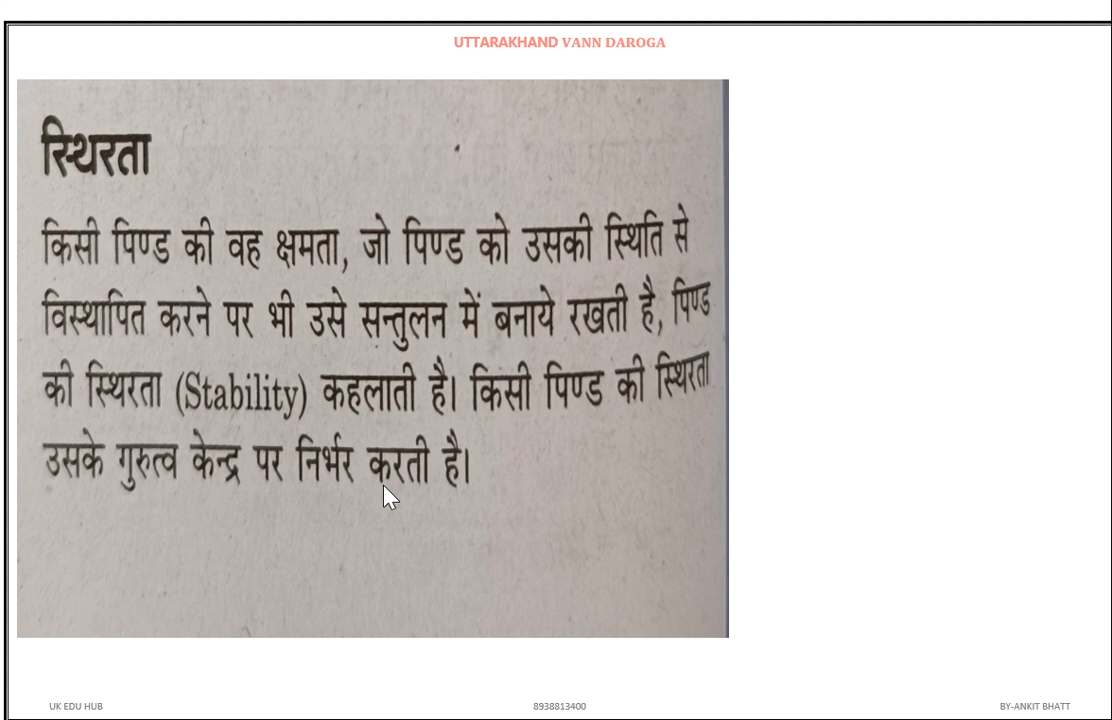 UTTARAKHAND VANN DAROGA
स्थिरता
किसी पिण्ड की वह क्षमता, जो पिण्ड को उसकी स्थिति से
विस्थापित करने पर भी उसे सन्तुलन में बनाये रखती है, पिण्ड
की स्थिरता (Stability) कहलाती है। किसी पिण्ड की स्थिरता
उसके गुरुत्व केन्द्र पर निर्भर करती है।
UK EDU HUB 8938813400 BY-ANKIT BHATT